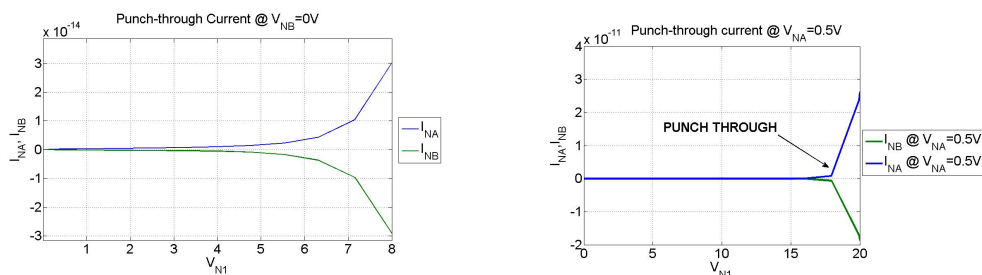 Punch-through Current @ V_NB=0V
x 10^-14
3
2
1
0
-1
-2
-3
I_NA, I_NB
1 2 3 4 5 6 7 8
V_N1
I_NA
I_NB
Punch-through current @ V_NA=0.5V
x 10^-11
4
3
2
1
0
-1
-2
I_NA,I_NB
PUNCH THROUGH
0 5 10 15 20
V_N1
I_NB @ V_NA=0.5V
I_NA @ V_NA=0.5V